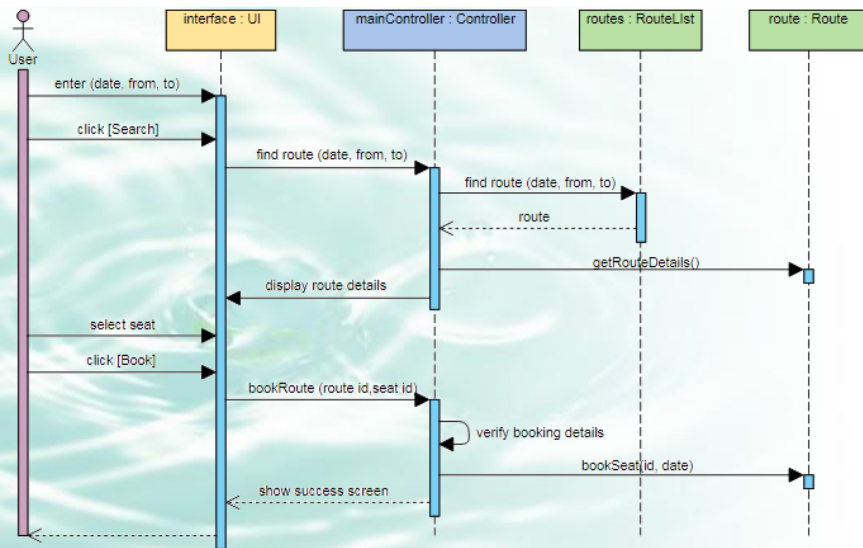 interface : UI
mainController : Controller
routes : RouteLIst
route : Route
User
enter (date. from, to)
click [Search]
find route (date, from, to)
find route (date, from, to)
route
getRouteDetails()
display route details
select seat
click [Book]
bookRoute (route id,seat id)
verify booking details
bookSeat(id, date)
show success screen